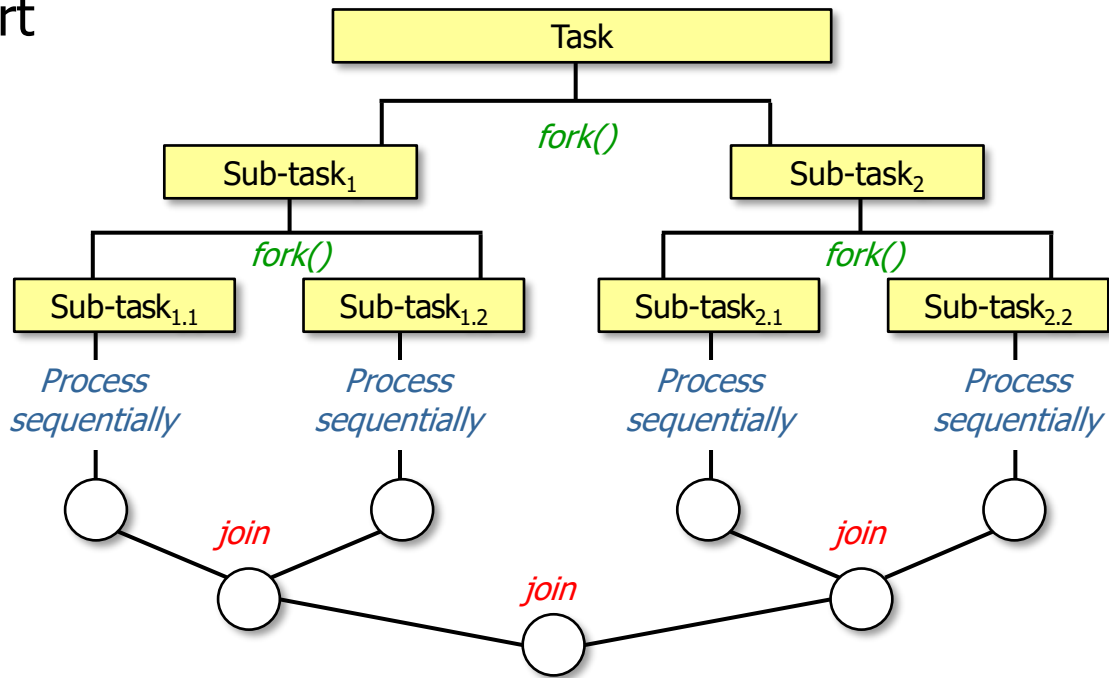 rt
Task
fork()
Sub-task₁
Sub-task₂
fork()
fork()
Sub-task₁.₁
Sub-task₁.₂
Sub-task₂.₁
Sub-task₂.₂
Process
sequentially
Process
sequentially
Process
sequentially
Process
sequentially
join
join
join